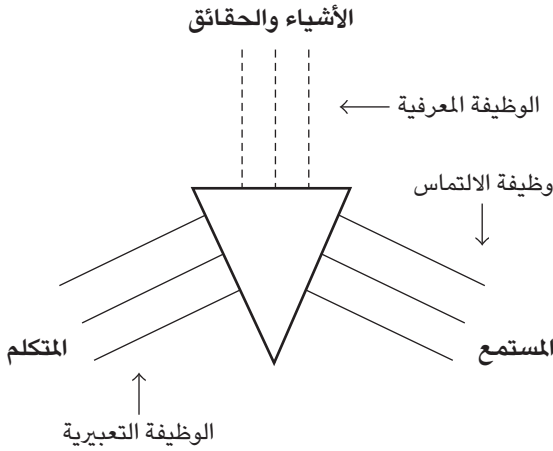 الأشياء والحقائق
الوظيفة المعرفية
وظيفة الالتماس
المستمع
المتكلم
الوظيفة التعبيرية